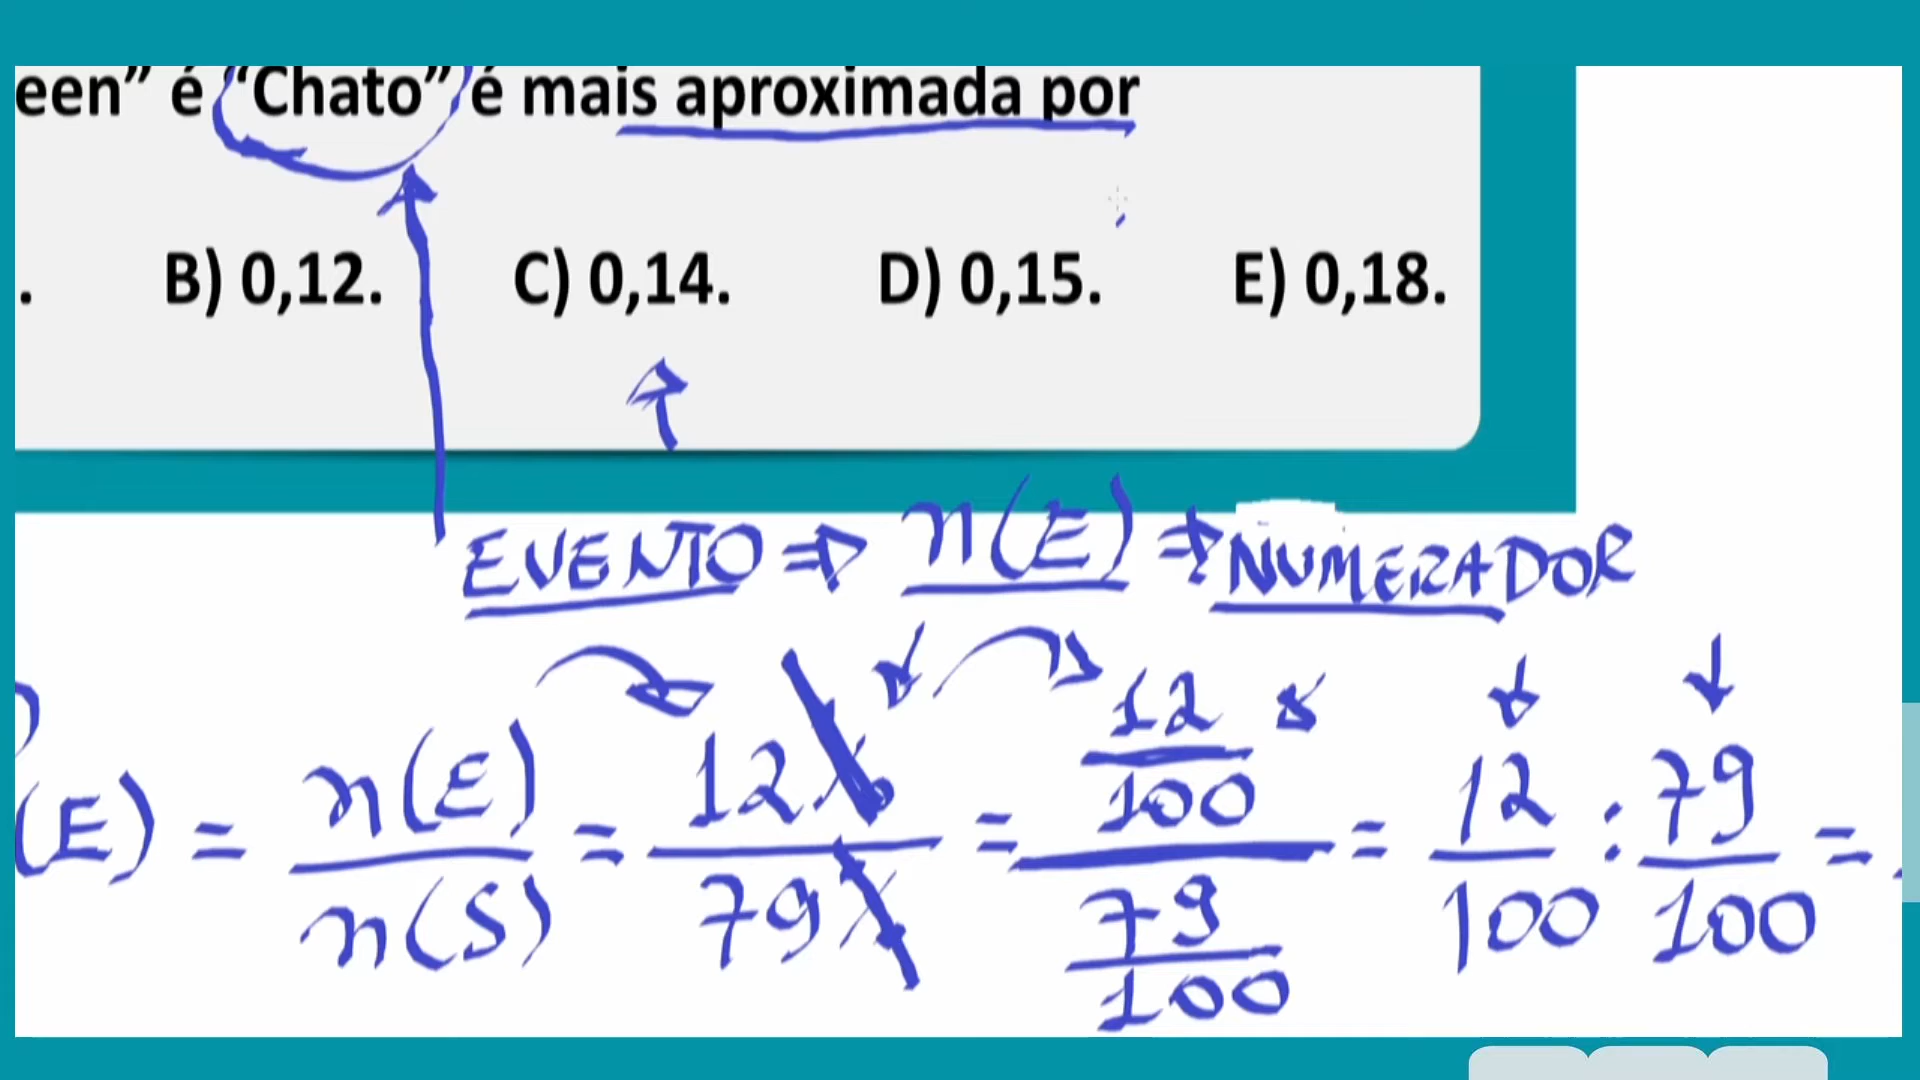 een” é “Chato” é mais aproximada por
. B) 0,12. C) 0,14. D) 0,15. E) 0,18.
EVENTO ⇒ n(E) ⇒ NUMERADOR
(E) = n(E)/n(S) = 12%/79% = 12/100/79/100 = 12/100 : 79/100 =